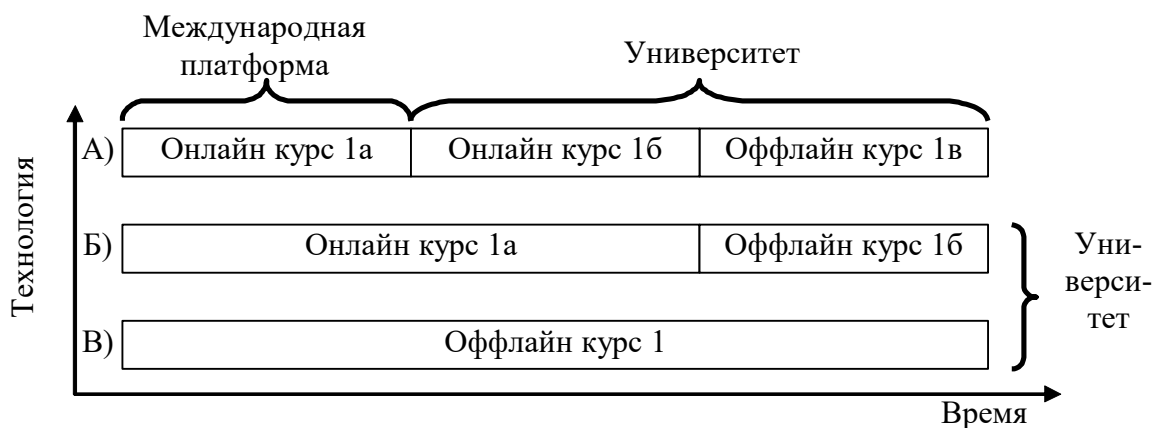 Международная
платформа
Университет
Технология
А) Онлайн курс 1а Онлайн курс 1б Оффлайн курс 1в
Б) Онлайн курс 1а Оффлайн курс 1б
Уни-
верси-
тет
В) Оффлайн курс 1
Время